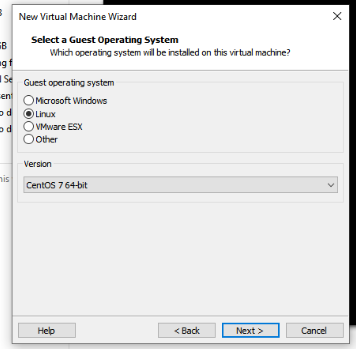 New Virtual Machine Wizard
Select a Guest Operating System
Which operating system will be installed on this virtual machine?
Guest operating system
Microsoft Windows
Linux
VMware ESX
Other
Version
CentOS 7 64-bit
Help
< Back
Next >
Cancel